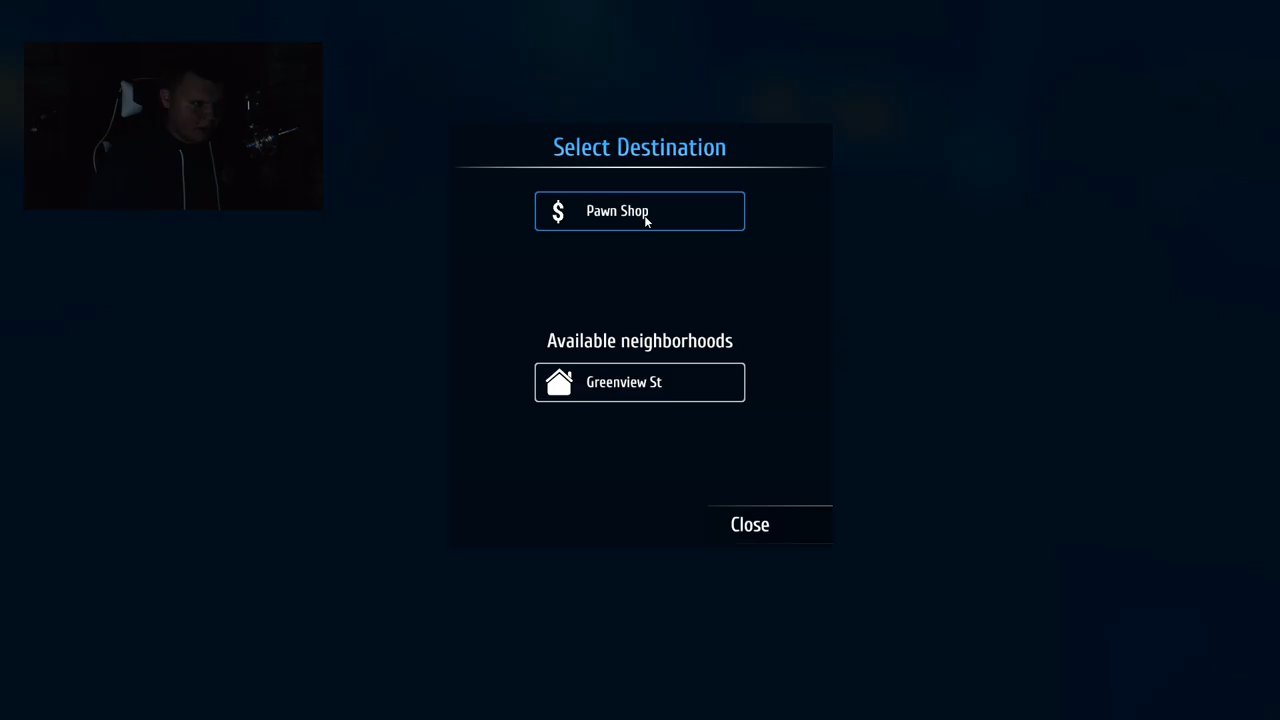 Select Destination
$ Pawn Shop
Available neighborhoods
Greenview St
Close